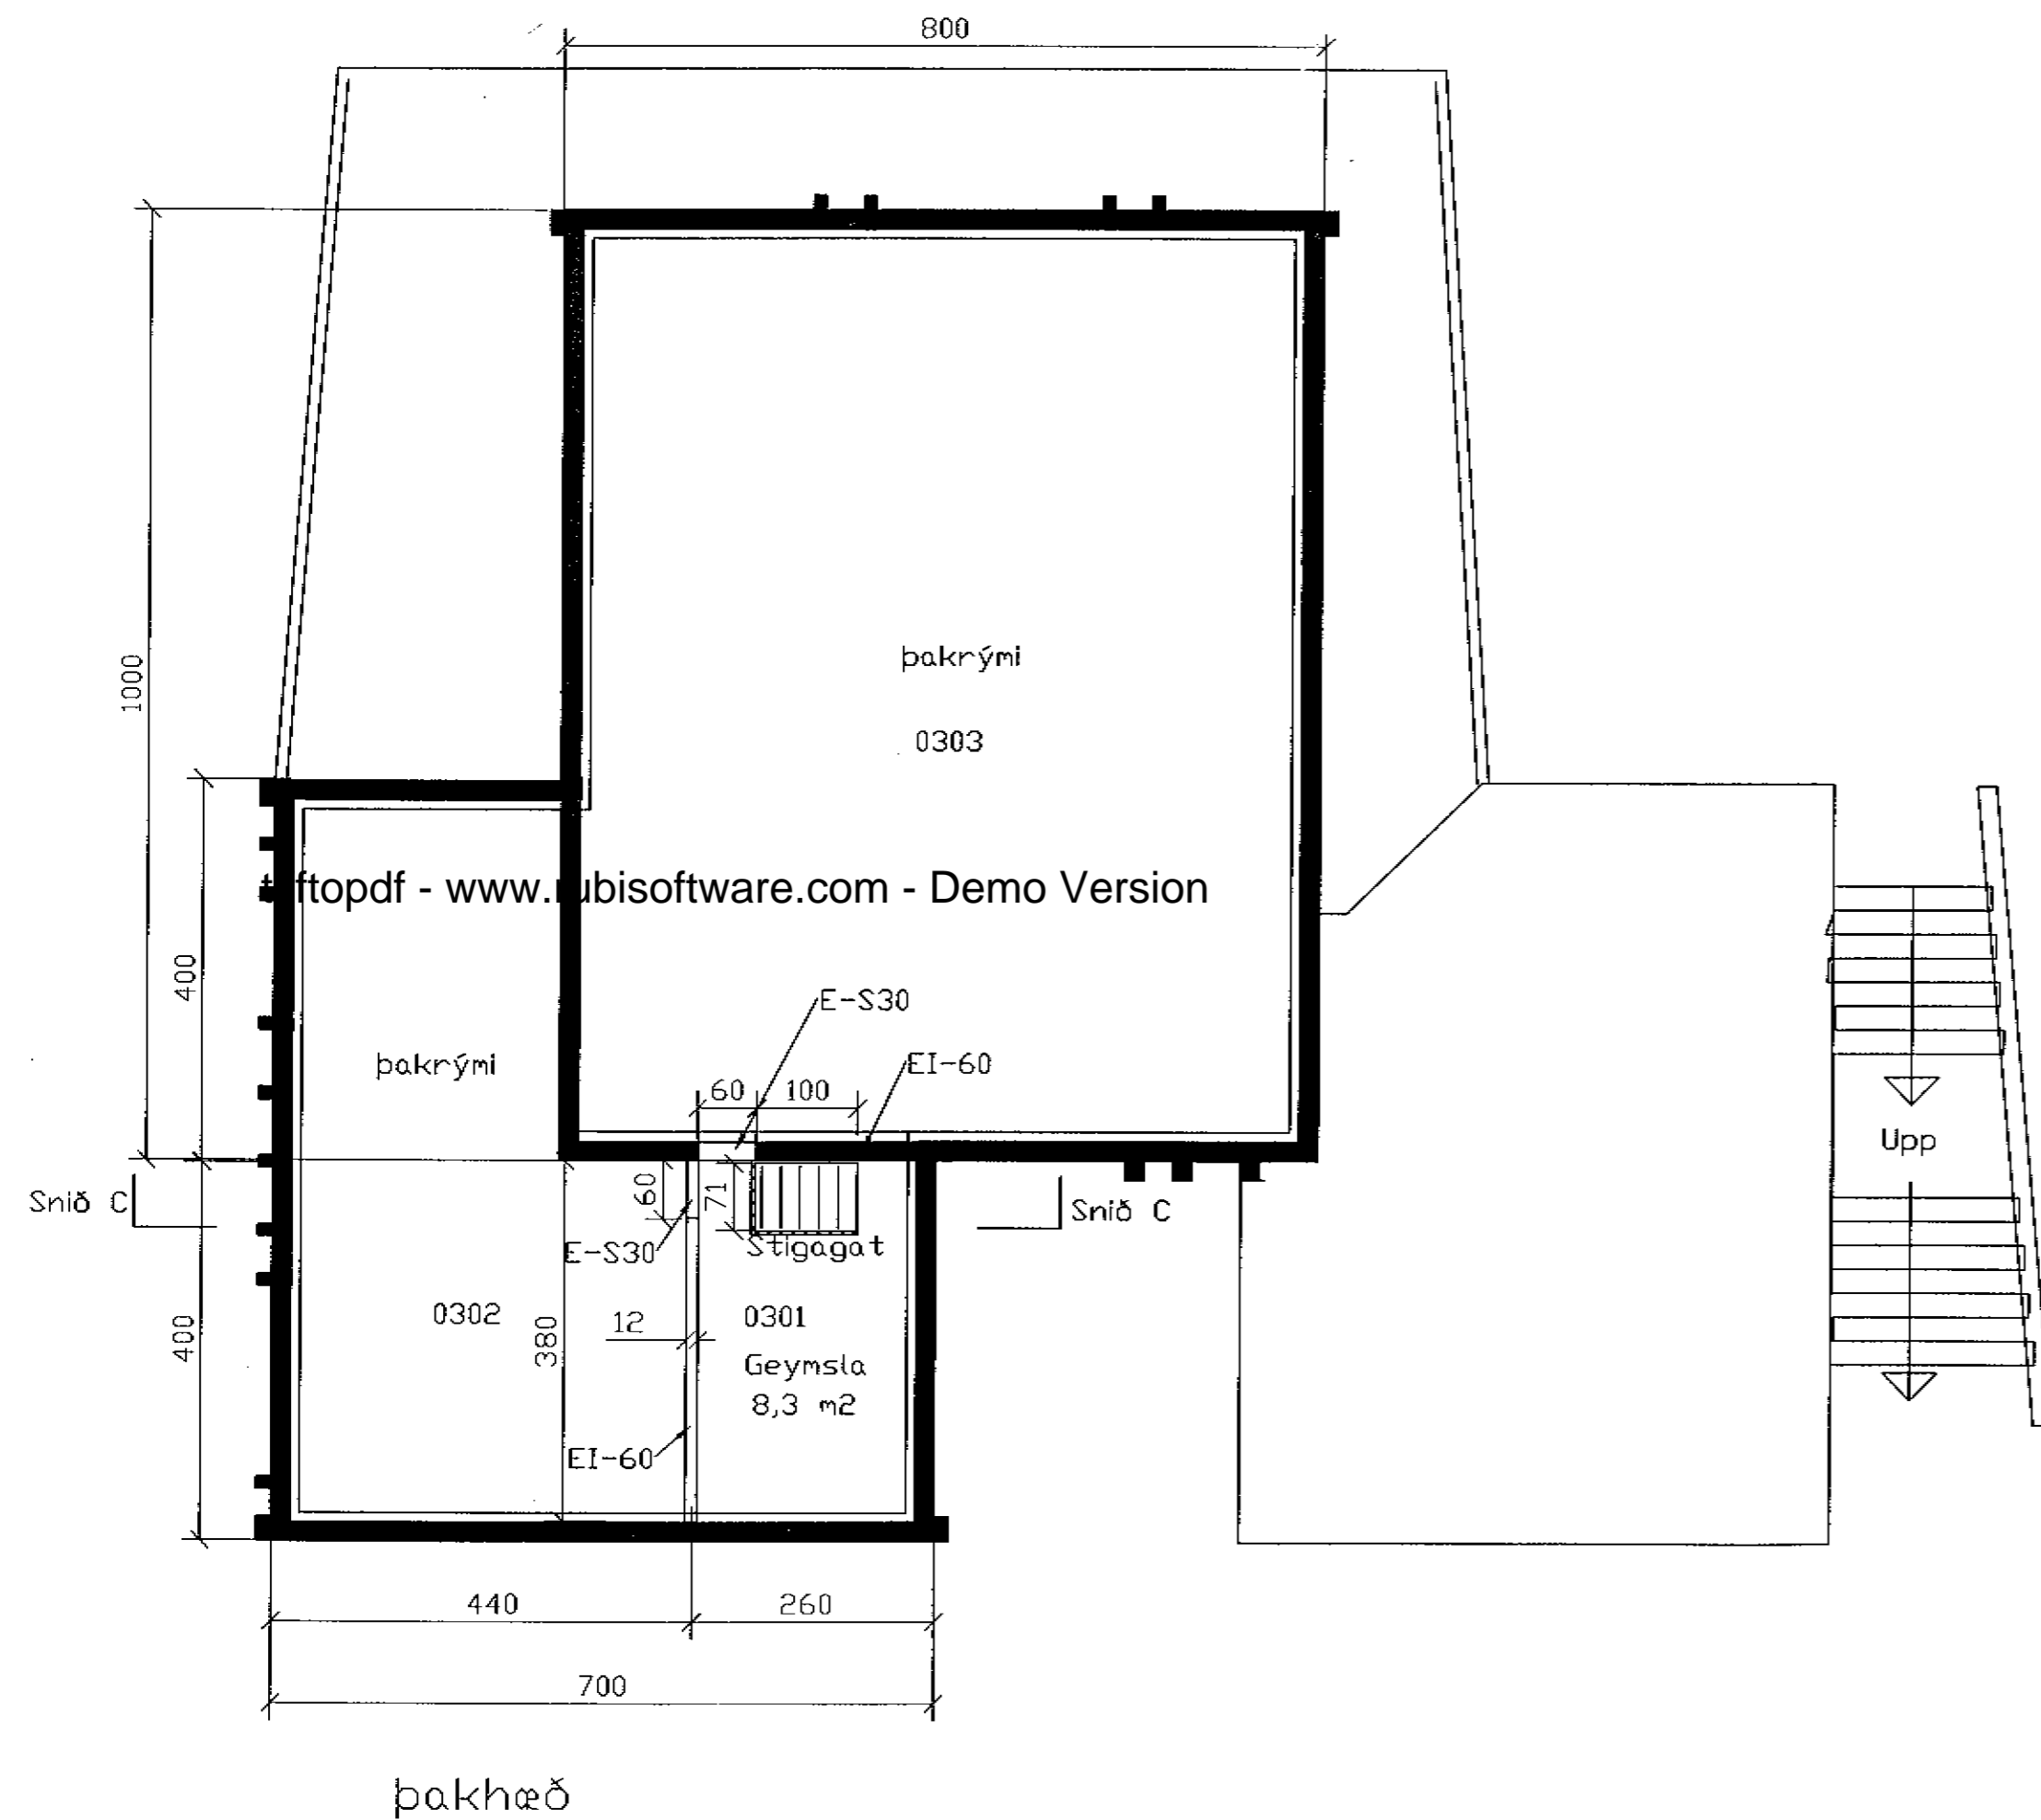 800
1000
þakrými
0303
tiftopdf - www.rubisoftware.com - Demo Version
400
E-S30
þakrými
EI-60
60
100
Upp
Snið C
60
71
Snið C
E-S30
Stigagat
0302
12
0301
400
380
Geymsla
8,3 m2
EI-60
440
260
700
þakhæð